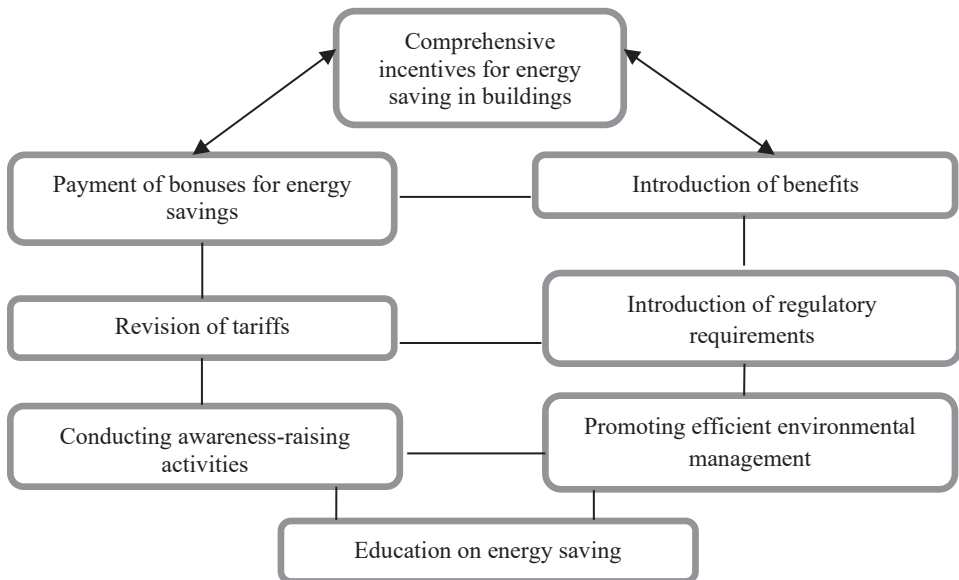 Comprehensive
incentives for energy
saving in buildings
Payment of bonuses for energy
savings
Introduction of benefits
Revision of tariffs
Introduction of regulatory
requirements
Conducting awareness-raising
activities
Promoting efficient environmental
management
Education on energy saving